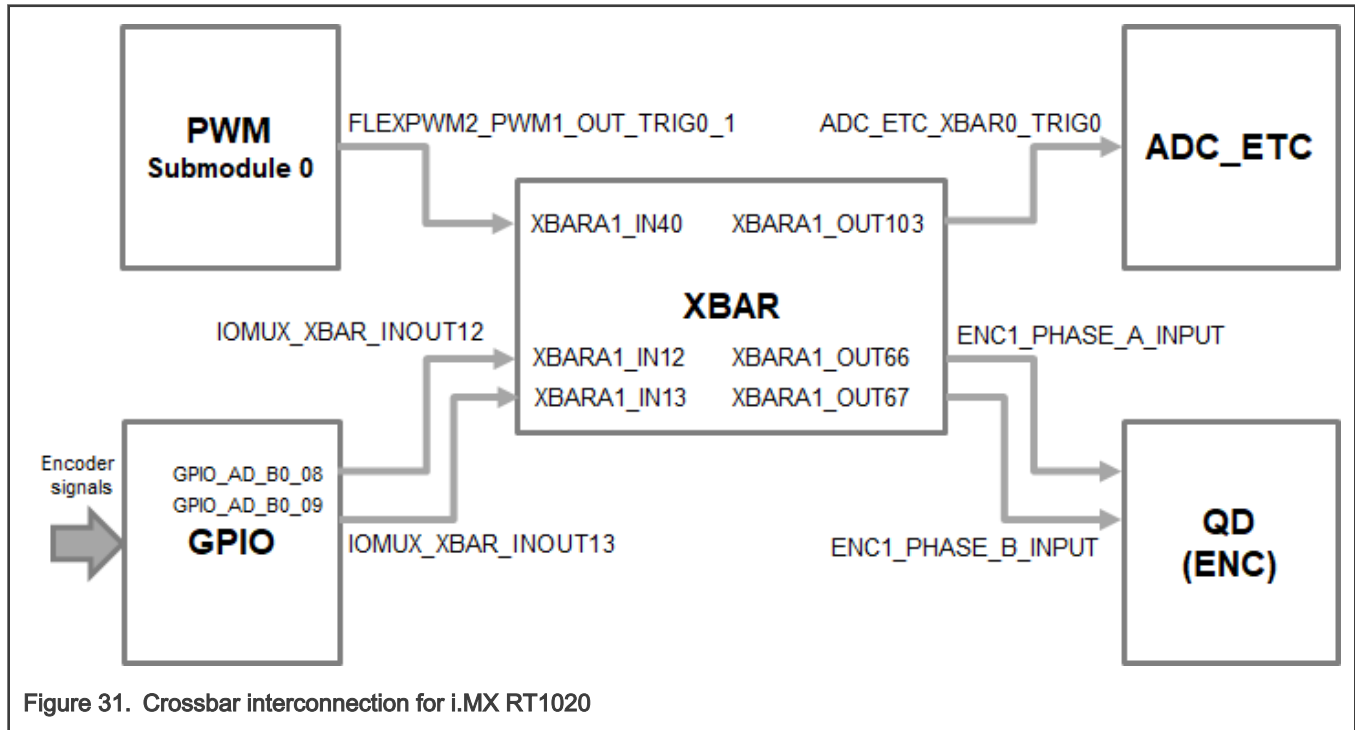 PWM
Submodule 0
FLEXPWM2_PWM1_OUT_TRIG0_1
ADC_ETC_XBAR0_TRIG0
ADC_ETC
XBARA1_IN40
XBARA1_OUT103
XBAR
IOMUX_XBAR_INOUT12
XBARA1_IN12
XBARA1_OUT66
XBARA1_IN13
XBARA1_OUT67
ENC1_PHASE_A_INPUT
Encoder
signals
GPIO_AD_B0_08
GPIO_AD_B0_09
GPIO
IOMUX_XBAR_INOUT13
ENC1_PHASE_B_INPUT
QD
(ENC)
Figure 31. Crossbar interconnection for i.MX RT1020